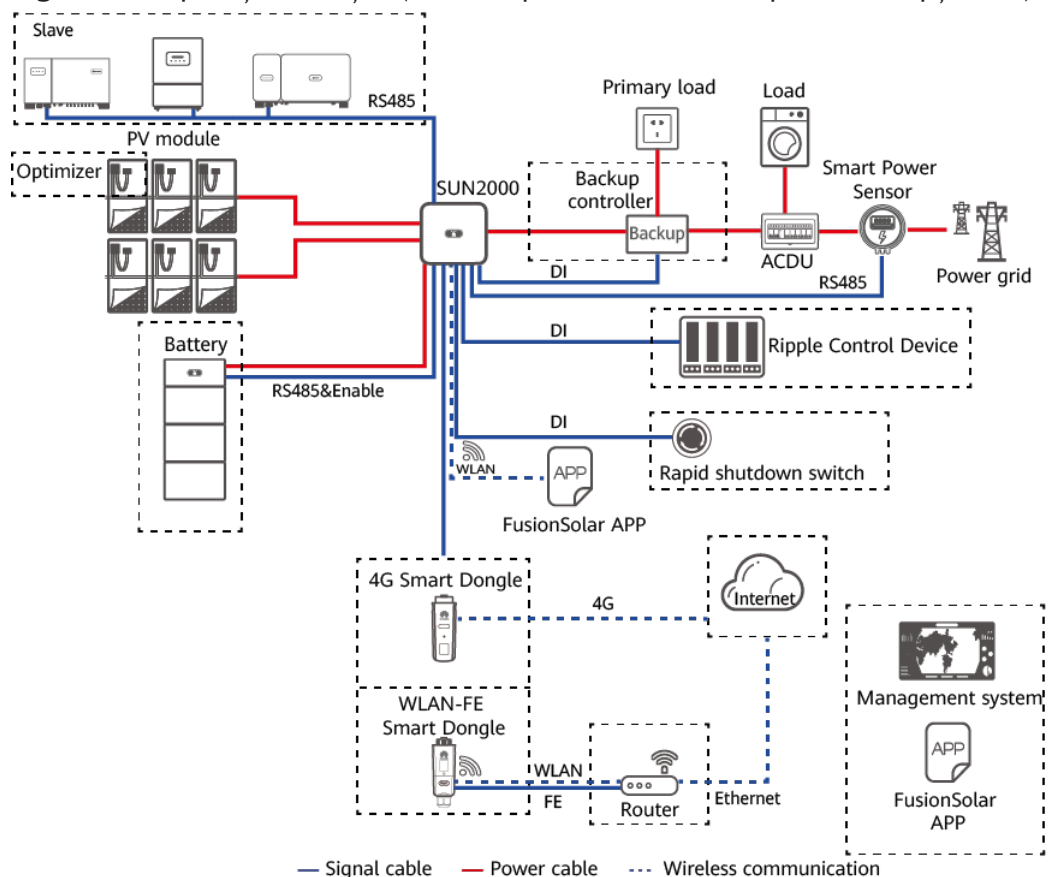 Slave
RS485
PV module
Optimizer
SUN2000
Primary load
Load
Backup
controller
Smart Power
Sensor
Backup
ACDU
Power grid
DI
RS485
DI
Ripple Control Device
Battery
RS485&Enable
DI
Rapid shutdown switch
WLAN
APP
FusionSolar APP
4G Smart Dongle
4G
Internet
WLAN-FE
Smart Dongle
WLAN
FE
Router
Ethernet
Management system
APP
FusionSolar
APP
Signal cable
Power cable
Wireless communication